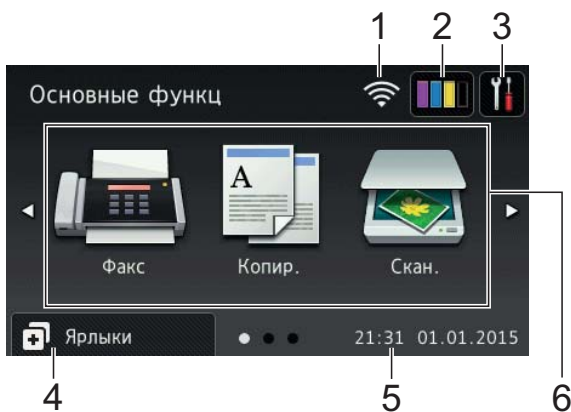 1 2 3
Основные функц
A
Факс Копир. Скан.
Ярлыки 21:31 01.01.2015
4 5 6